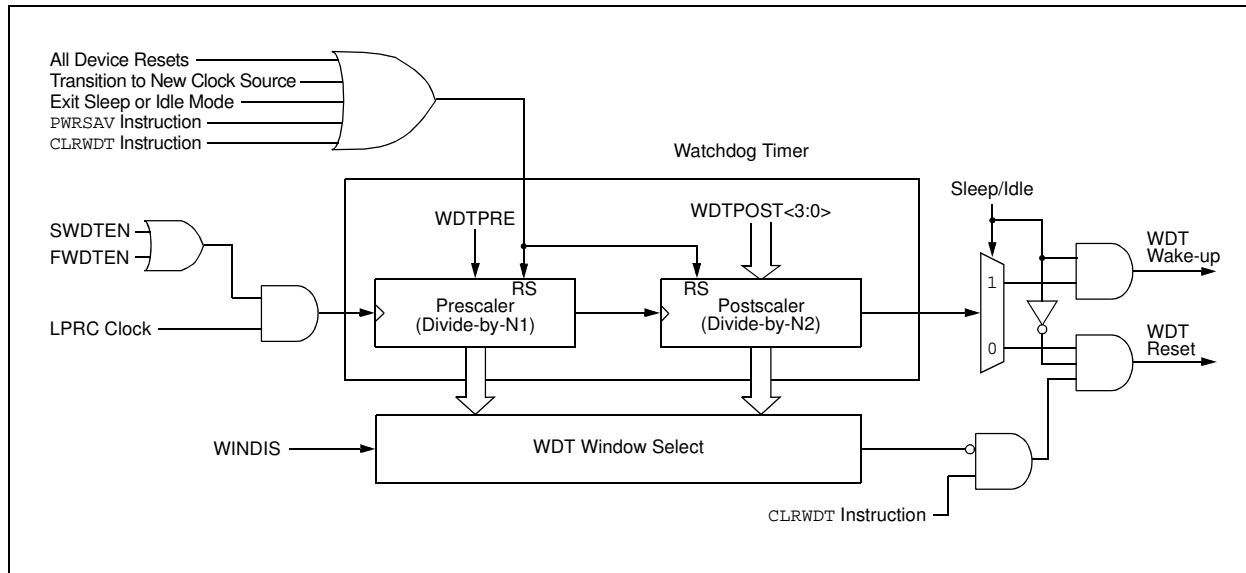 All Device Resets
Transition to New Clock Source
Exit Sleep or Idle Mode
PWRSAV Instruction
CLRWDT Instruction
Watchdog Timer
Sleep/Idle
WDTPRE
WDTPOST<3:0>
SWDTEN
FWDTEN
WDT
Wake-up
RS
RS
1
Prescaler
(Divide-by-N1)
Postscaler
(Divide-by-N2)
LPRC Clock
0
WDT
Reset
WINDIS
WDT Window Select
CLRWDT Instruction